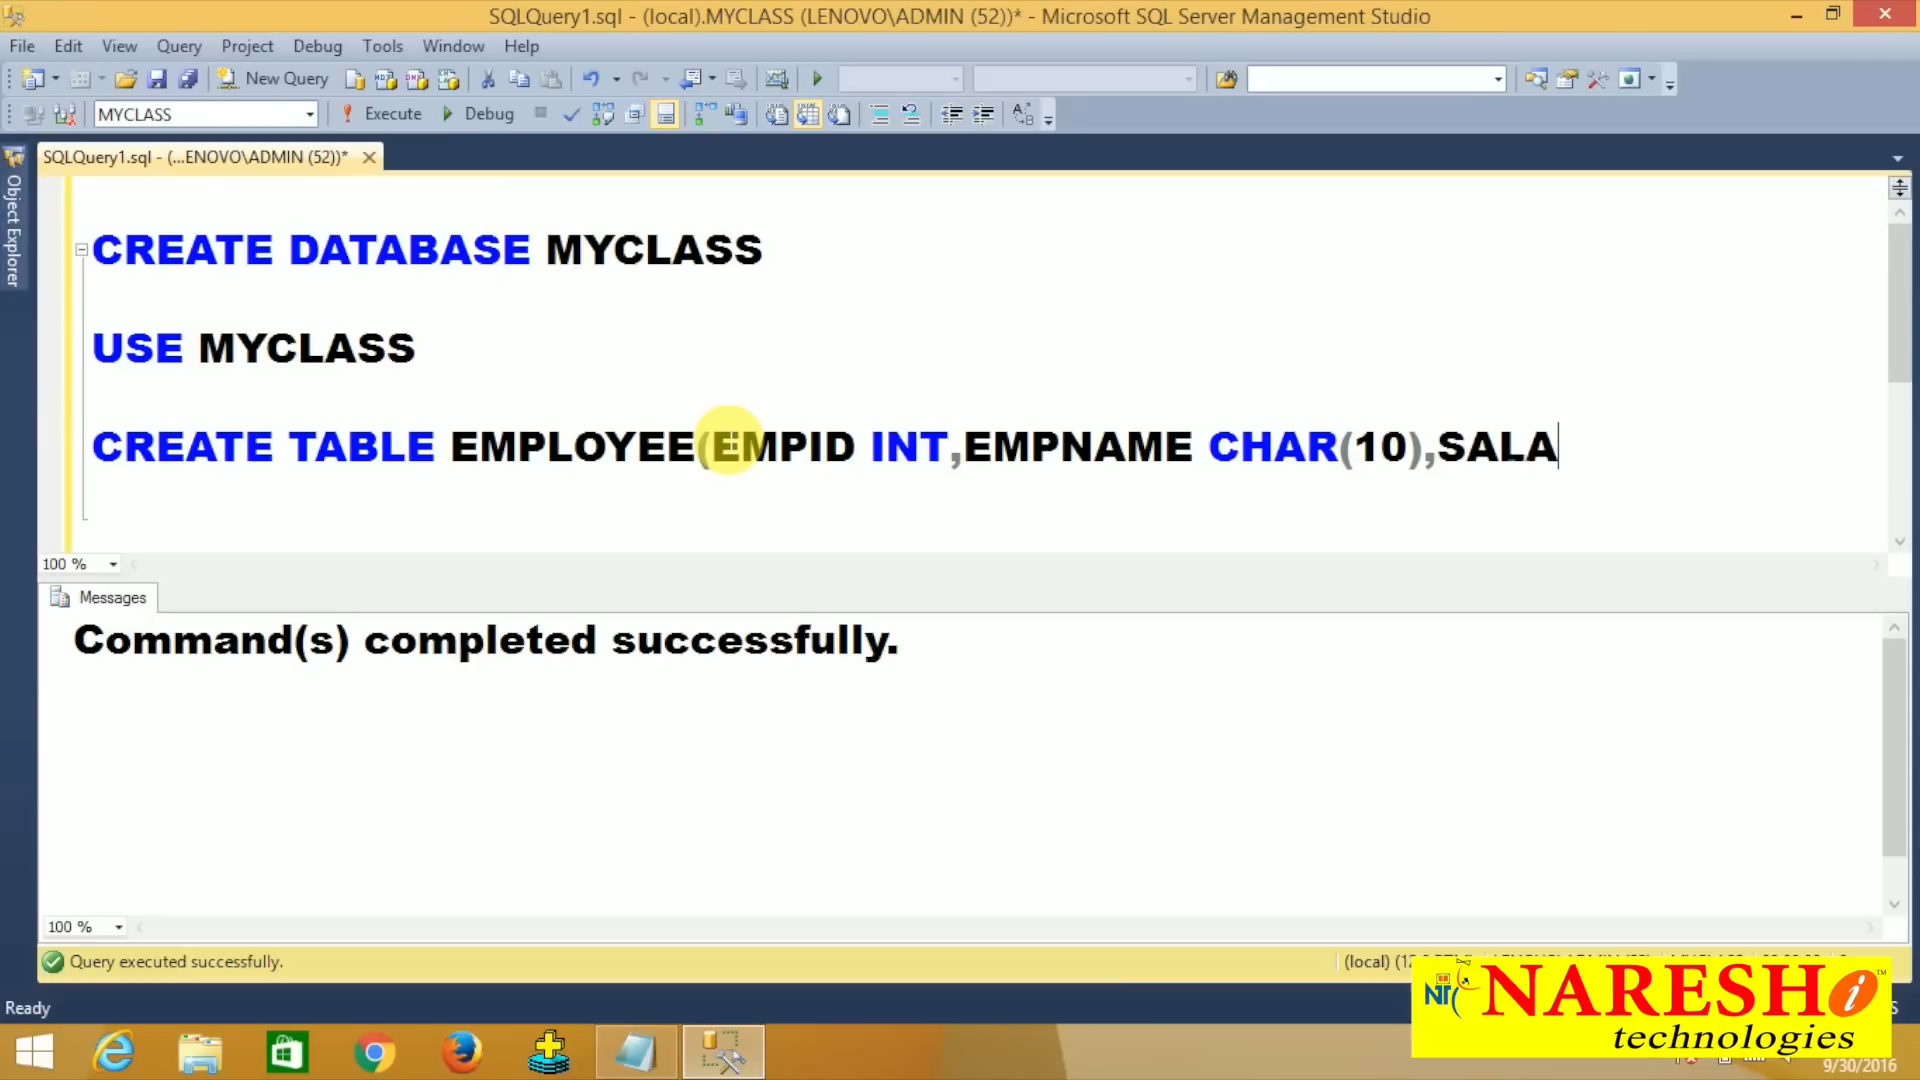 SQLQuery1.sql - (local).MYCLASS (LENOVO\ADMIN (52))* - Microsoft SQL Server Management Studio
File Edit View Query Project Debug Tools Window Help
New Query
MYCLASS Execute Debug
SQLQuery1.sql - (...ENOVO\ADMIN (52))*
Object Explorer
CREATE DATABASE MYCLASS
USE MYCLASS
CREATE TABLE EMPLOYEE(EMPID INT,EMPNAME CHAR(10),SALA
100 %
Messages
Command(s) completed successfully.
100 %
Query executed successfully. (local)
Ready
NARESH i ™
technologies
9/30/2016